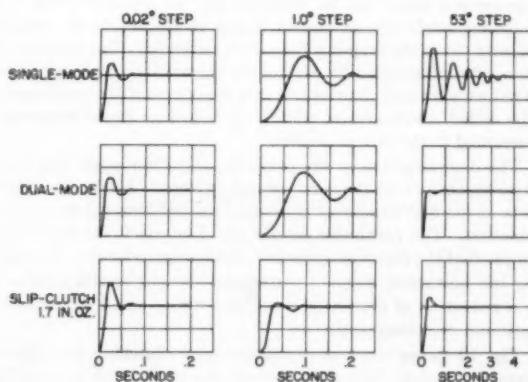 0.02° STEP 1.0° STEP 53° STEP
SINGLE-MODE
DUAL-MODE
SLIP-CLUTCH
1.7 IN. OZ.
0 .1 .2 0 .1 .2 0 1 2 3 4
SECONDS SECONDS SECONDS